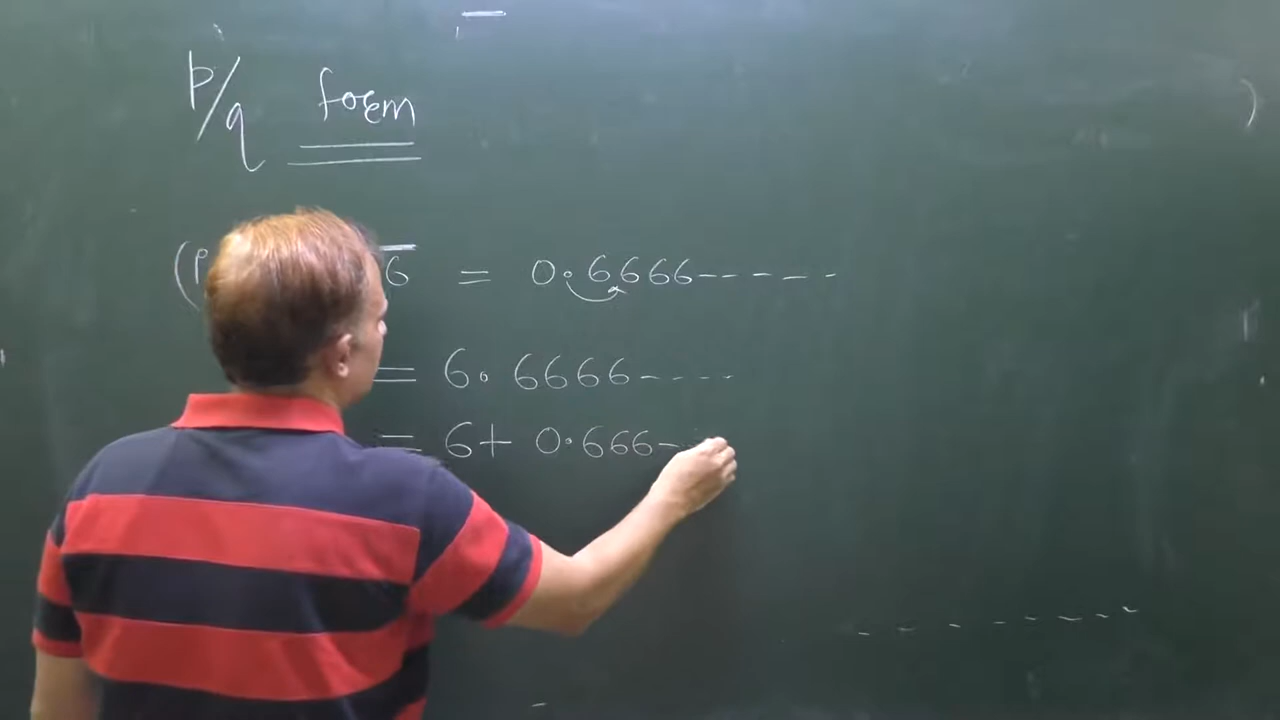 p/q form
(P 6̅ = 0.6666------
= 6.6666----
= 6+ 0.666--